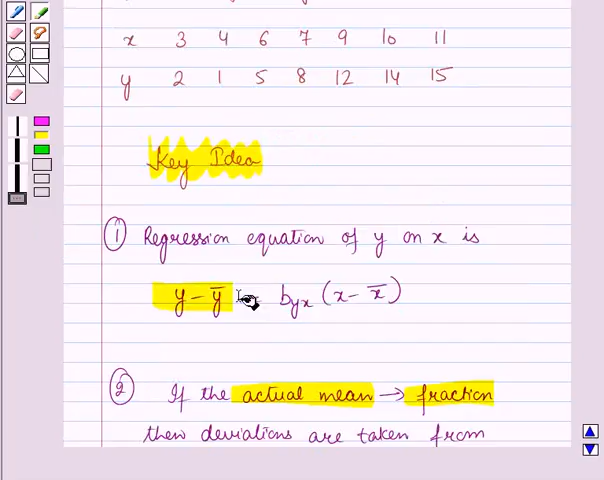 x 3 4 6 7 9 10 11
y 2 1 5 8 12 14 15
Key Idea
① Regression equation of y on x is
y - ȳ = byx (x - x̄)
② If the actual mean → fraction
then deviations are taken from